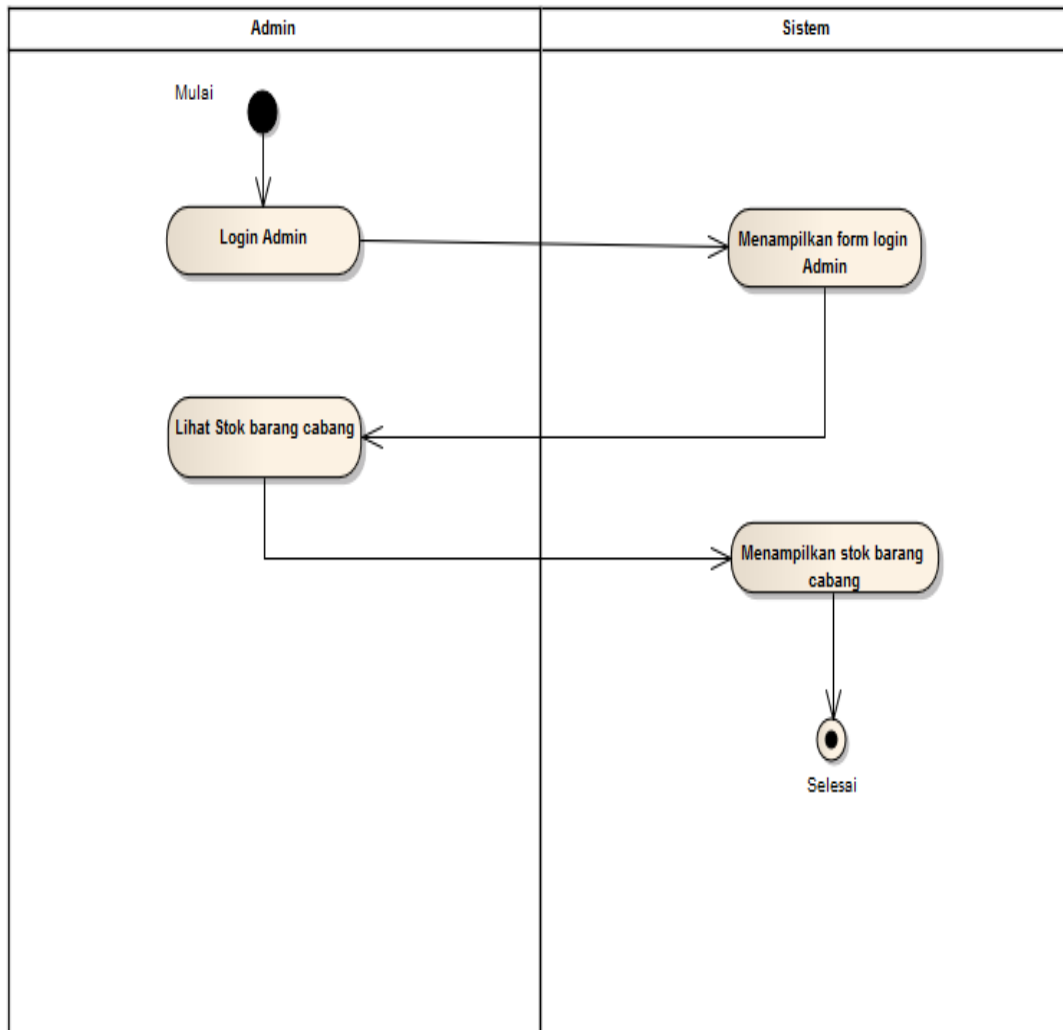 Admin
Sistem
Mulai
Login Admin
Menampilkan form login
Admin
Lihat Stok barang cabang
Menampilkan stok barang
cabang
Selesai